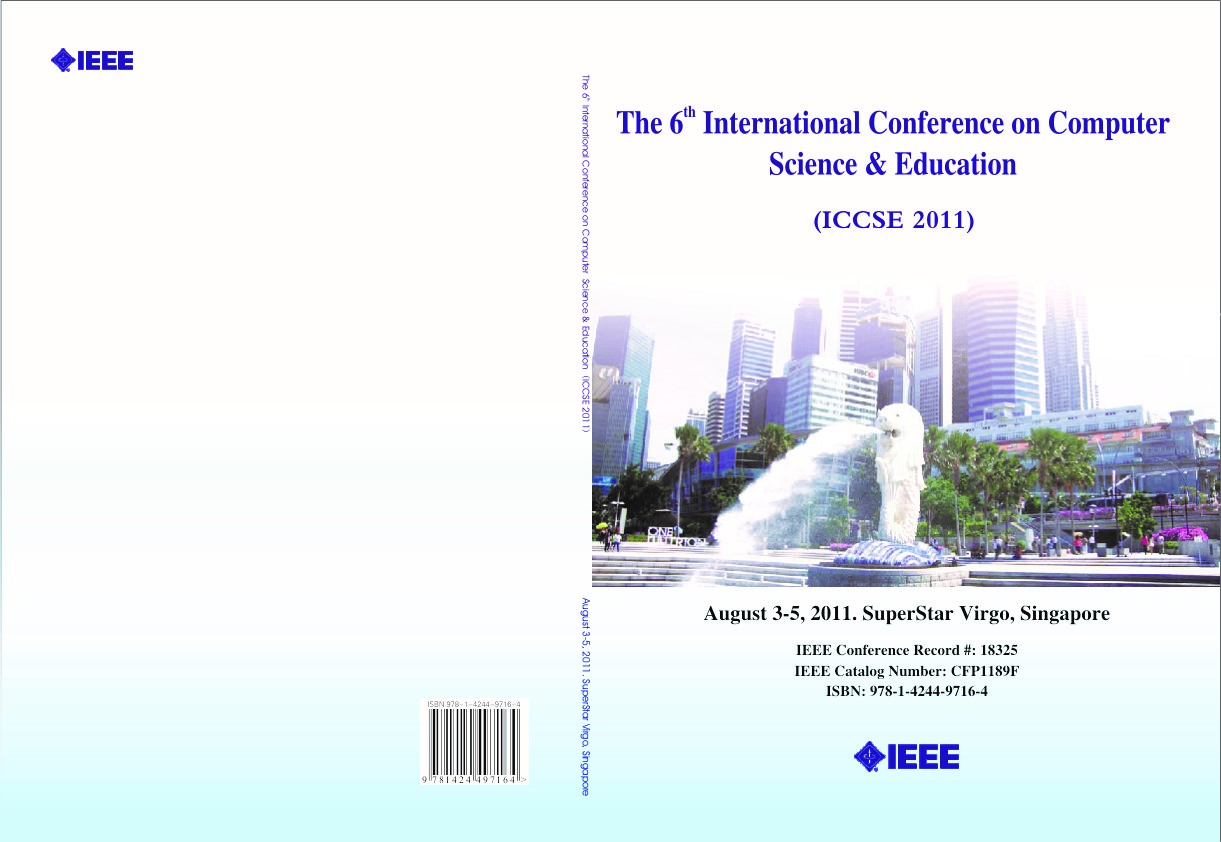 IEEE
The 6th International Conference on Computer Science & Education (ICCSE 2011)
August 3-5, 2011. SuperStar Virgo, Singapore
ISBN 978-1-4244-9716-4
9 781424 497164 >
The 6th International Conference on Computer
Science & Education
(ICCSE 2011)
HSBC
ONE
FULLERTON
August 3-5, 2011. SuperStar Virgo, Singapore
IEEE Conference Record #: 18325
IEEE Catalog Number: CFP1189F
ISBN: 978-1-4244-9716-4
IEEE